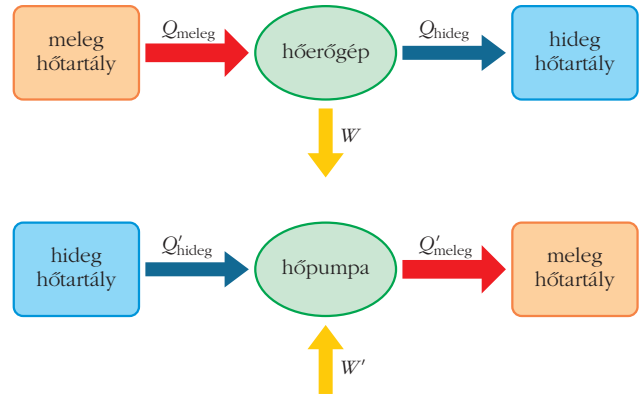 meleg
hőtartály
Qmeleg
hőerőgép
Qhideg
hideg
hőtartály
W
hideg
hőtartály
Q′hideg
hőpumpa
Q′meleg
meleg
hőtartály
W′